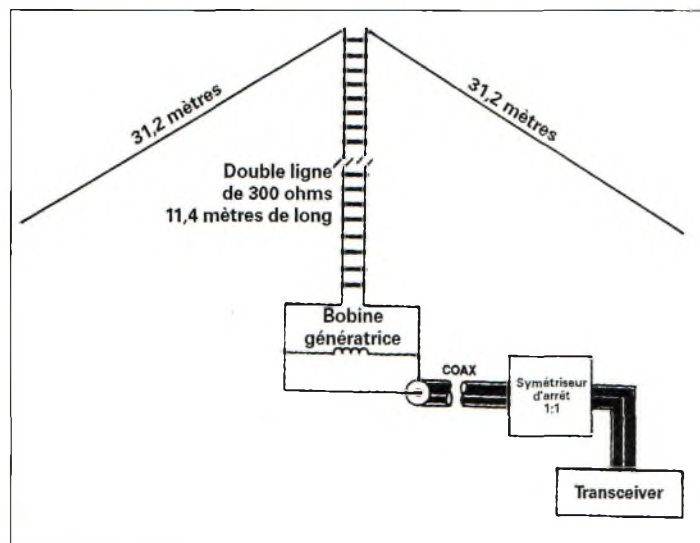 31,2 mètres
31,2 mètres
Double ligne
de 300 ohms
11,4 mètres de long
Bobine
génératrice
COAX
Symétriseur
d'arrêt
1:1
Transceiver